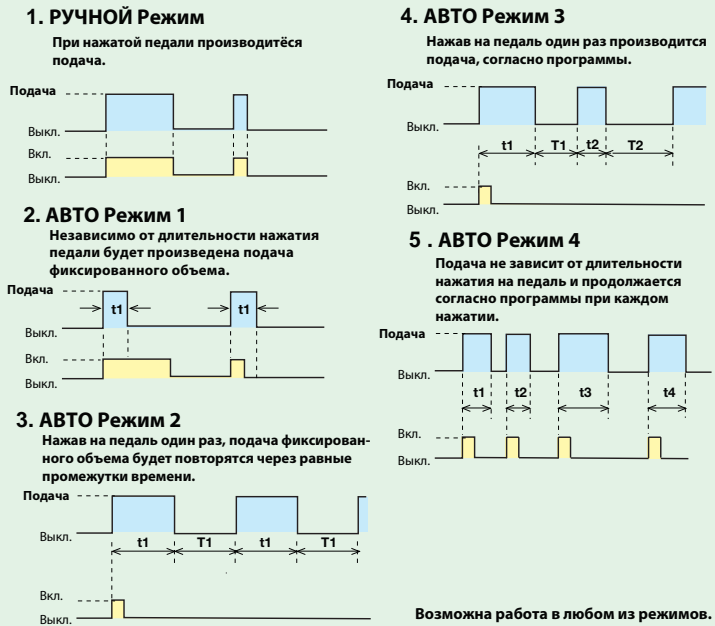 1. РУЧНОЙ Режим
При нажатой педали производитёся
подача.
Подача
Выкл.
Вкл.
Выкл.
2. АВТО Режим 1
Независимо от длительности нажатия
педали будет произведена подача
фиксированного объема.
Подача
t1
t1
Выкл.
Вкл.
Выкл.
3. АВТО Режим 2
Нажав на педаль один раз, подача фиксирован-
ного объема будет повторятся через равные
промежутки времени.
Подача
Выкл.
t1 T1 t1 T1
Вкл.
Выкл.
4. АВТО Режим 3
Нажав на педаль один раз производится
подача, согласно программы.
Подача
Выкл.
t1 T1 t2 T2
Вкл.
Выкл.
5 . АВТО Режим 4
Подача не зависит от длительности
нажатия на педаль и продолжается
согласно программы при каждом
нажатии.
Подача
Выкл.
t1 t2 t3 t4
Вкл.
Выкл.
Возможна работа в любом из режимов.